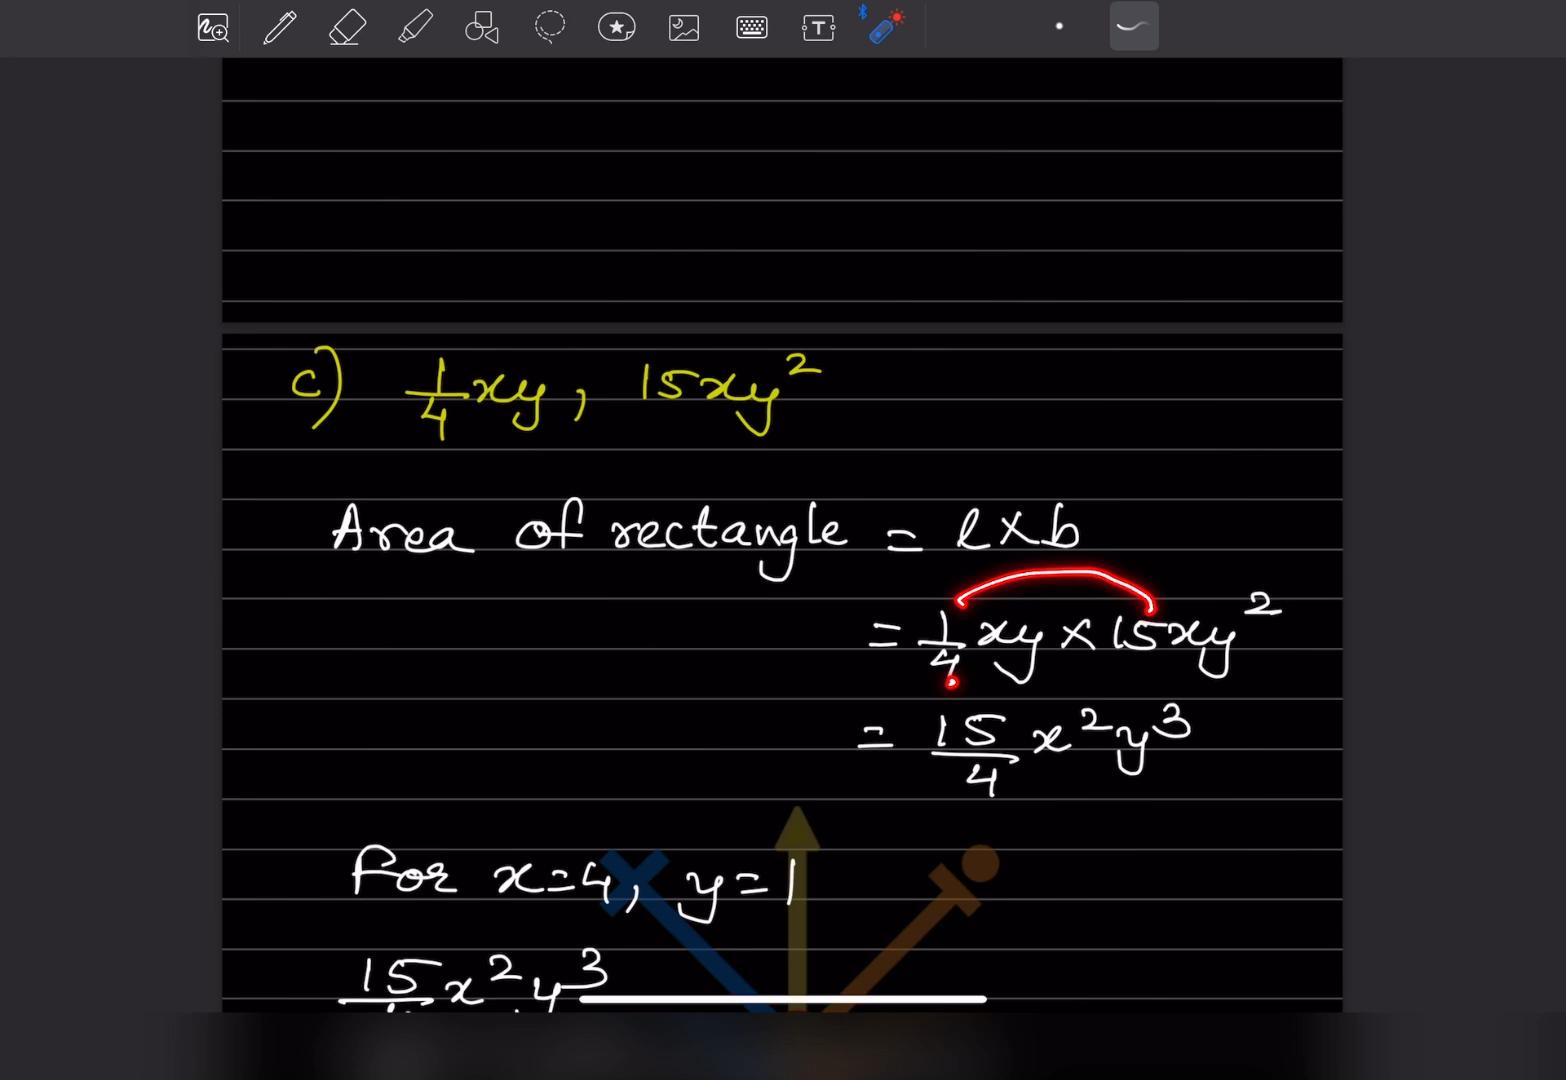 c) 1/4 xy, 15xy²
Area of rectangle = l×b
= 1/4 xy × 15xy²
= 15/4 x²y³
For x=4, y=1
15/4 x²y³